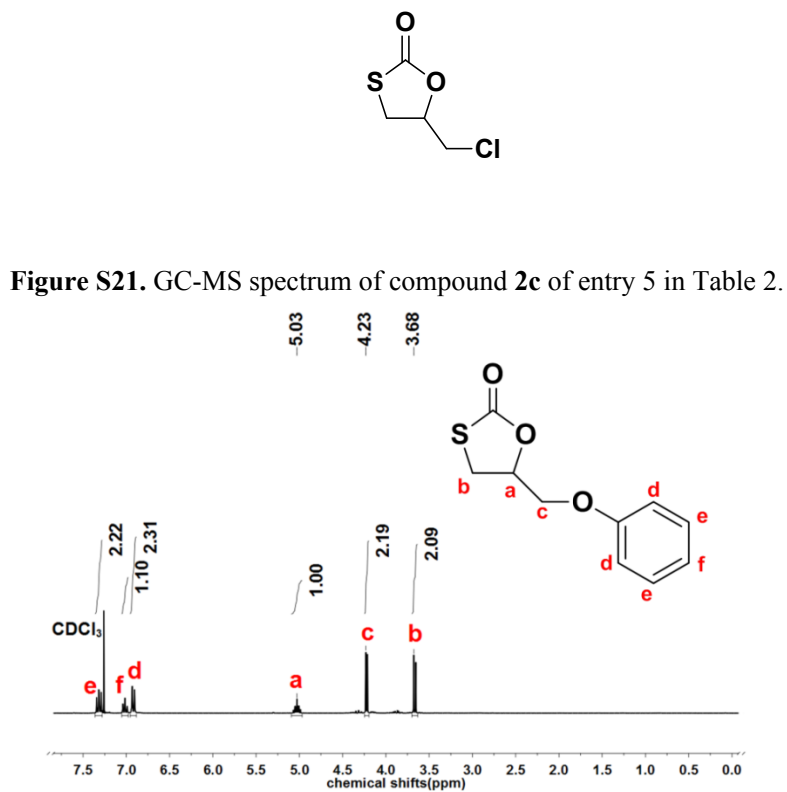 O
S
O
Cl
Figure S21. GC-MS spectrum of compound 2c of entry 5 in Table 2.
5.03
4.23
3.68
O
S
O
b
a
c
O
d
e
d
f
e
2.22
1.10
2.31
1.00
2.19
2.09
CDCl3
e
f
d
a
c
b
7.5 7.0 6.5 6.0 5.5 5.0 4.5 4.0 3.5 3.0 2.5 2.0 1.5 1.0 0.5 0.0
chemical shifts(ppm)